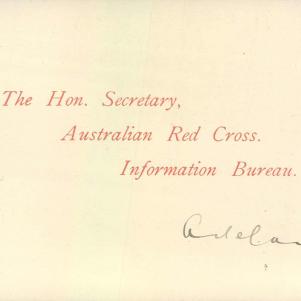 The Hon. Secretary,
Australian Red Cross.
Information Bureau.